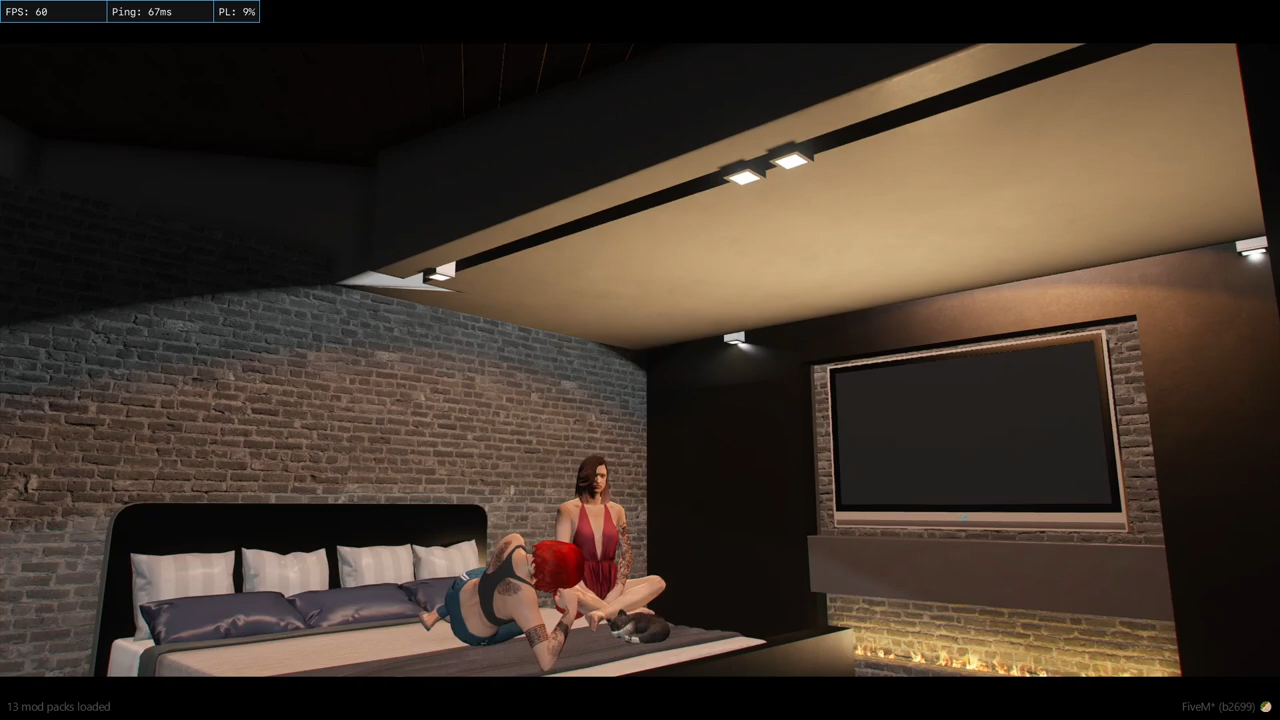 FPS: 60
Ping: 67ms
PL: 9%
13 mod packs loaded
FiveM* (b2699)